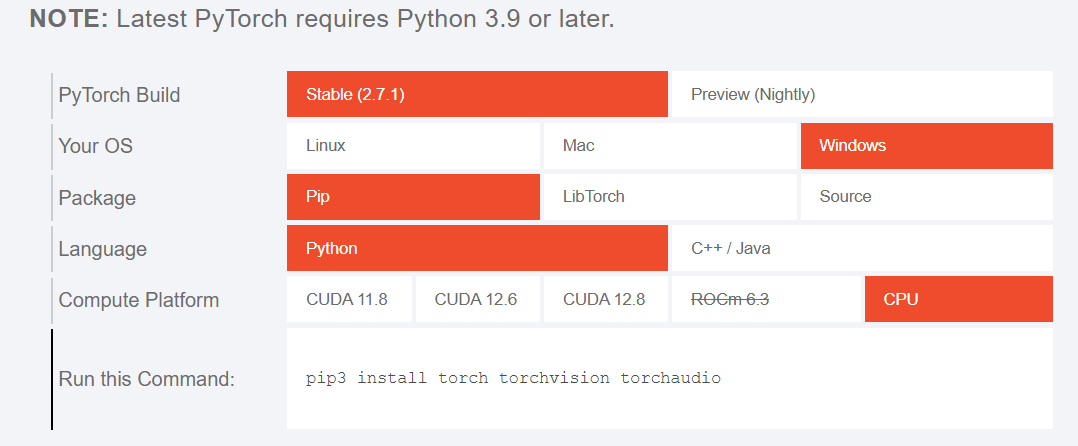 NOTE: Latest PyTorch requires Python 3.9 or later.
PyTorch Build Stable (2.7.1) Preview (Nightly)
Your OS Linux Mac Windows
Package Pip LibTorch Source
Language Python C++ / Java
Compute Platform CUDA 11.8 CUDA 12.6 CUDA 12.8 ROCm 6.3 CPU
Run this Command: pip3 install torch torchvision torchaudio